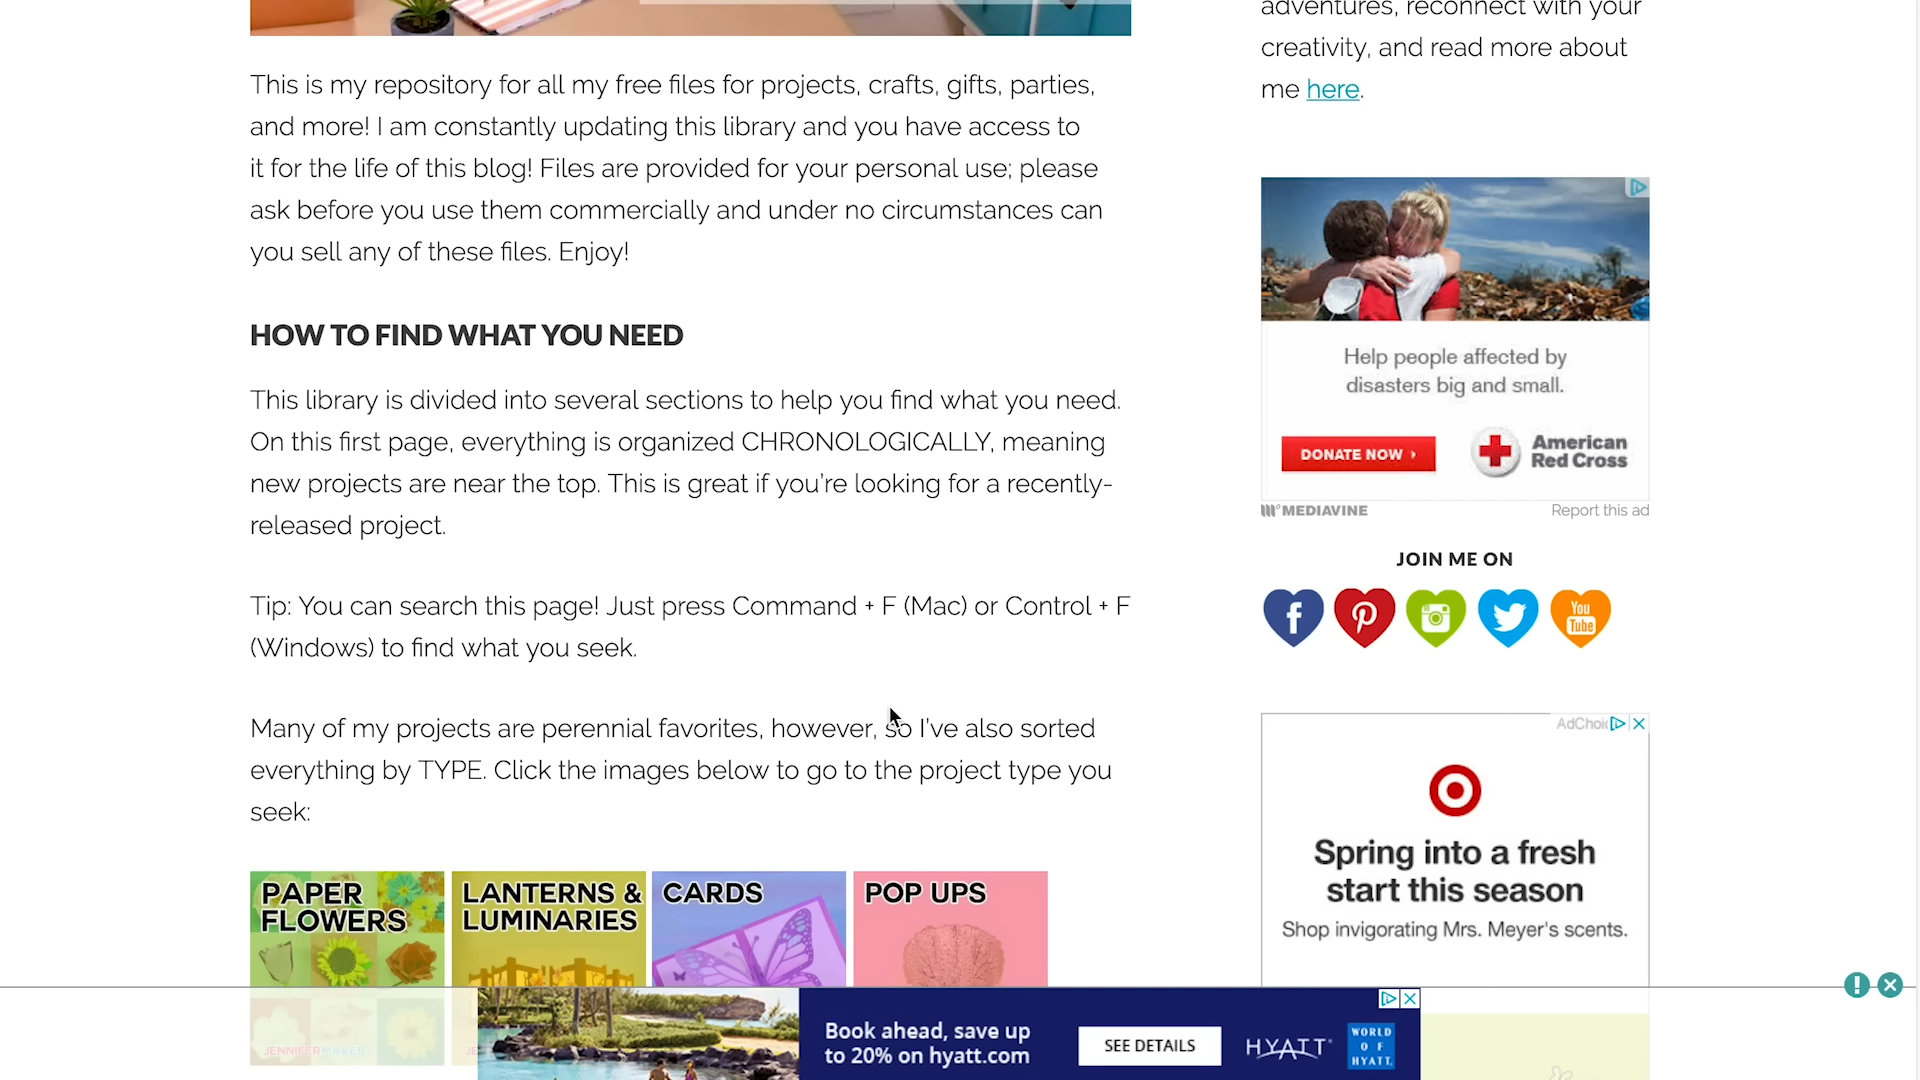 This is my repository for all my free files for projects, crafts, gifts, parties,
and more! I am constantly updating this library and you have access to
it for the life of this blog! Files are provided for your personal use; please
ask before you use them commercially and under no circumstances can
you sell any of these files. Enjoy!
HOW TO FIND WHAT YOU NEED
This library is divided into several sections to help you find what you need.
On this first page, everything is organized CHRONOLOGICALLY, meaning
new projects are near the top. This is great if you're looking for a recently-
released project.
Tip: You can search this page! Just press Command + F (Mac) or Control + F
(Windows) to find what you seek.
Many of my projects are perennial favorites, however, so I've also sorted
everything by TYPE. Click the images below to go to the project type you
seek:
PAPER
FLOWERS
JENNIFERMAKER
LANTERNS &
LUMINARIES
CARDS
POP UPS
adventures, reconnect with your
creativity, and read more about
me here.
Help people affected by
disasters big and small.
DONATE NOW
American
Red Cross
MEDIAVINE
Report this ad
JOIN ME ON
You
Tube
Spring into a fresh
start this season
Shop invigorating Mrs. Meyer's scents.
Book ahead, save up
to 20% on hyatt.com
SEE DETAILS
HYATT
WORLD
OF
HYATT